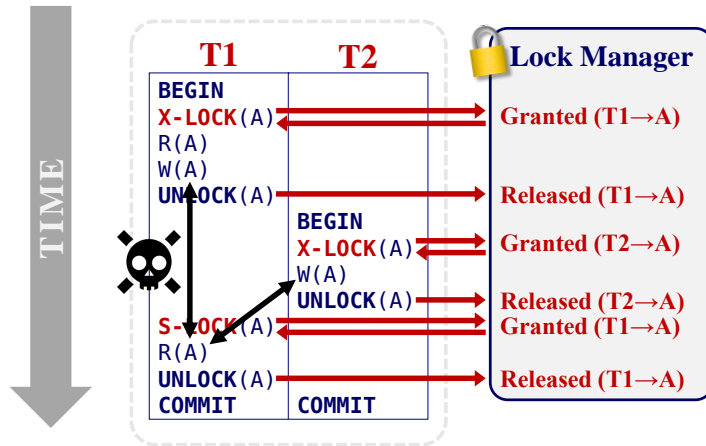 TIME
T1 T2
Lock Manager
BEGIN
X-LOCK(A) Granted (T1→A)
R(A)
W(A)
UNLOCK(A) Released (T1→A)
BEGIN
X-LOCK(A) Granted (T2→A)
W(A)
UNLOCK(A) Released (T2→A)
S-LOCK(A) Granted (T1→A)
R(A)
UNLOCK(A) Released (T1→A)
COMMIT COMMIT